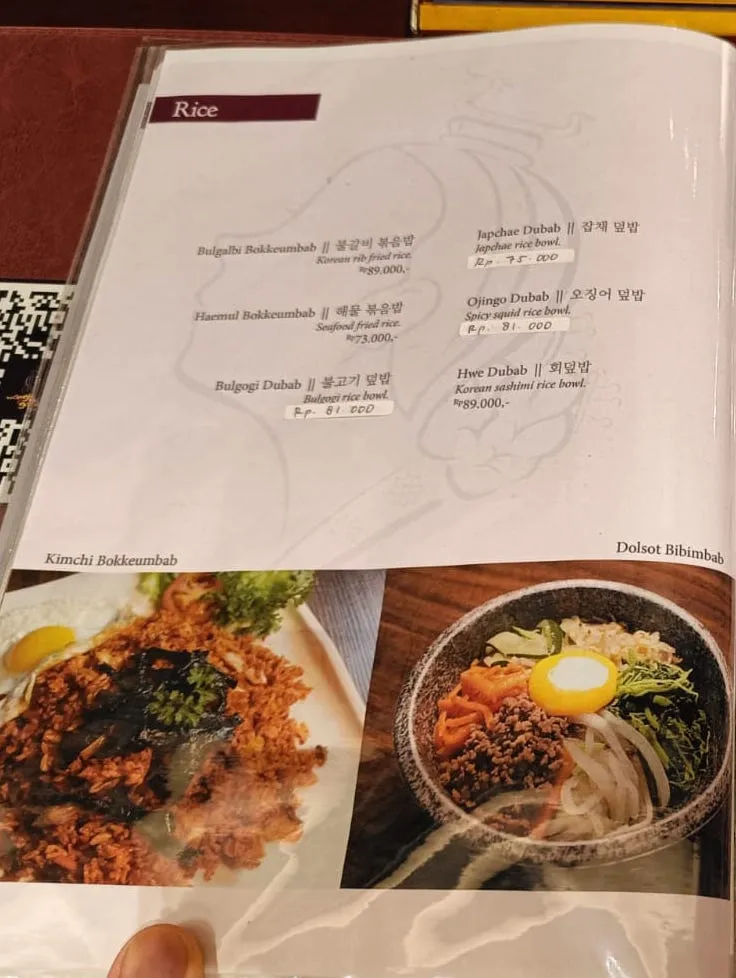 Rice
Bulgalbi Bokkeumbab || 불갈비 볶음밥
Korean rib fried rice.
Rp89.000,-
Haemul Bokkeumbab ||해물 볶음밥
Seafood fried rice.
Rp73.000,-
Bulgogi Dubab || 불고기 덮밥
Bulgogi rice bowl.
Rp. 81.000
Japchae Dubab || 잡채 덮밥
Japchae rice bowl.
Rp. 75.000
Ojingo Dubab || 오징어 덮밥
Spicy squid rice bowl.
Rp. 81.000
Hwe Dubab || 회덮밥
Korean sashimi rice bowl.
Rp89.000,-
Kimchi Bokkeumbab
Dolsot Bibimbab